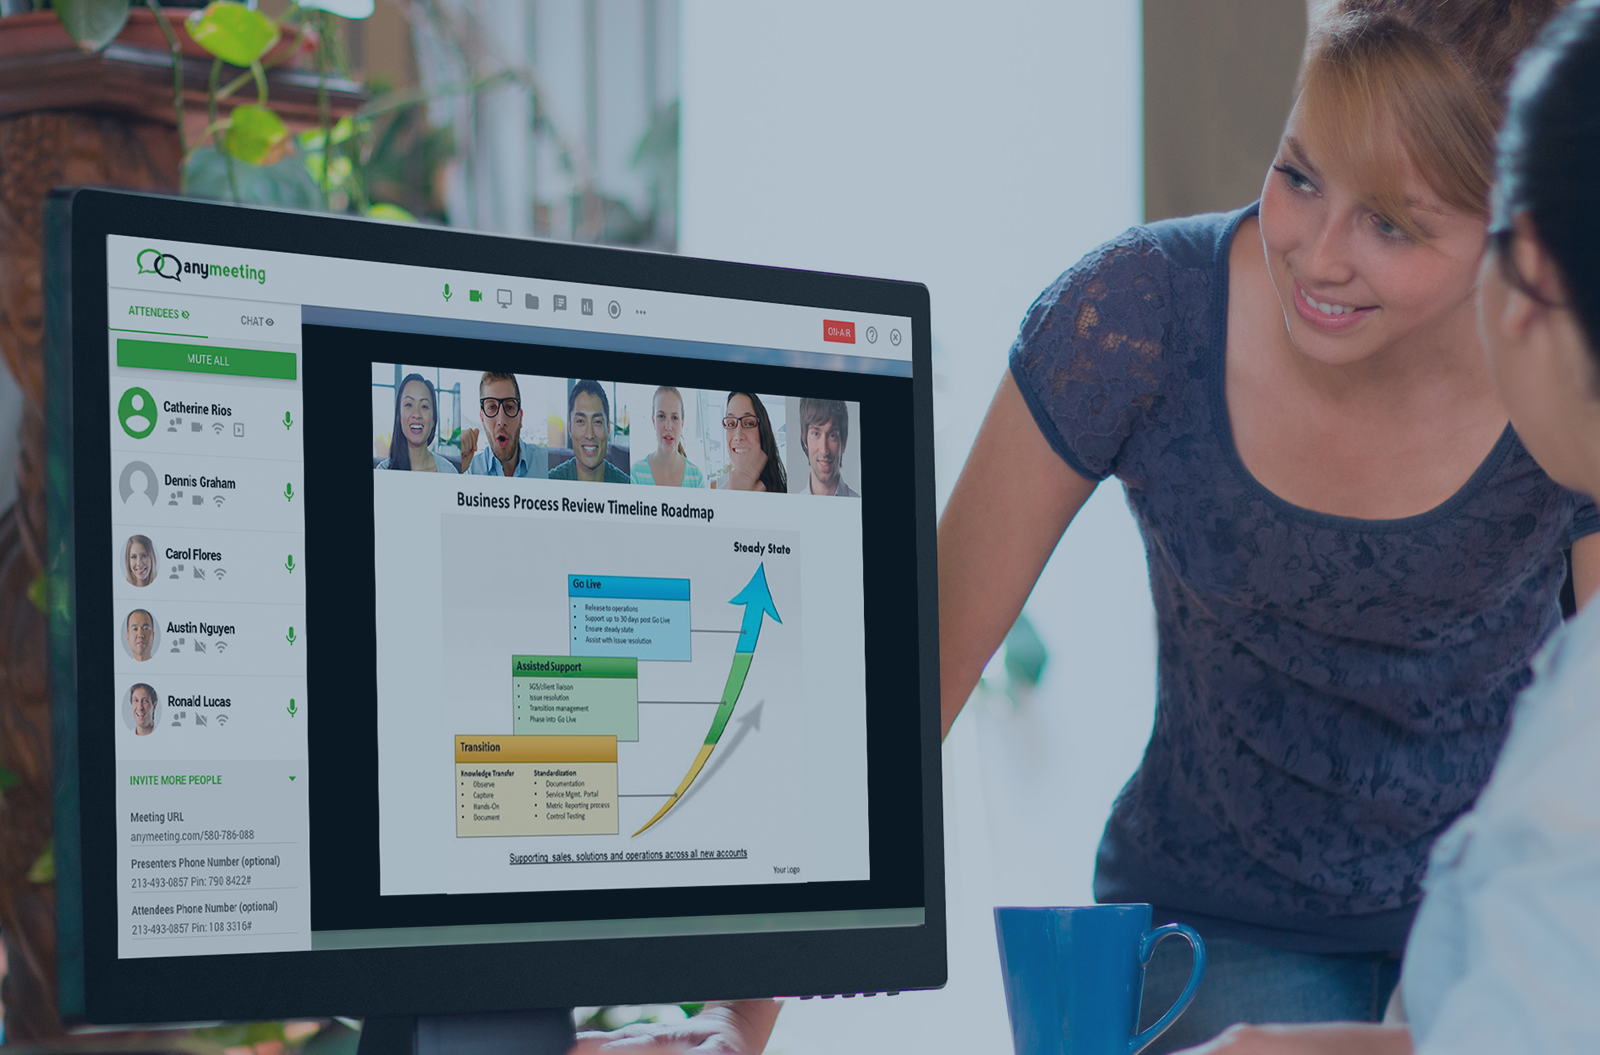 anymeeting
ATTENDEES
CHAT
ON-AIR
MUTE ALL
Catherine Rios
Dennis Graham
Carol Flores
Austin Nguyen
Ronald Lucas
INVITE MORE PEOPLE
Meeting URL
anymeeting.com/580-786-088
Presenters Phone Number (optional)
213-493-0857 Pin: 790 8422#
Attendees Phone Number (optional)
213-493-0857 Pin: 108 3316#
Business Process Review Timeline Roadmap
Steady State
Go Live
• Release to operations
• Support up to 30 days post Go Live
• Ensure steady state
• Assist with issue resolution
Assisted Support
• SGS/client liaison
• Issue resolution
• Transition management
• Phase into Go Live
Transition
Knowledge Transfer
• Observe
• Capture
• Hands-On
• Document
Standardization
• Documentation
• Service Mgmt. Portal
• Metric Reporting process
• Control Testing
Supporting sales, solutions and operations across all new accounts
Your Logo